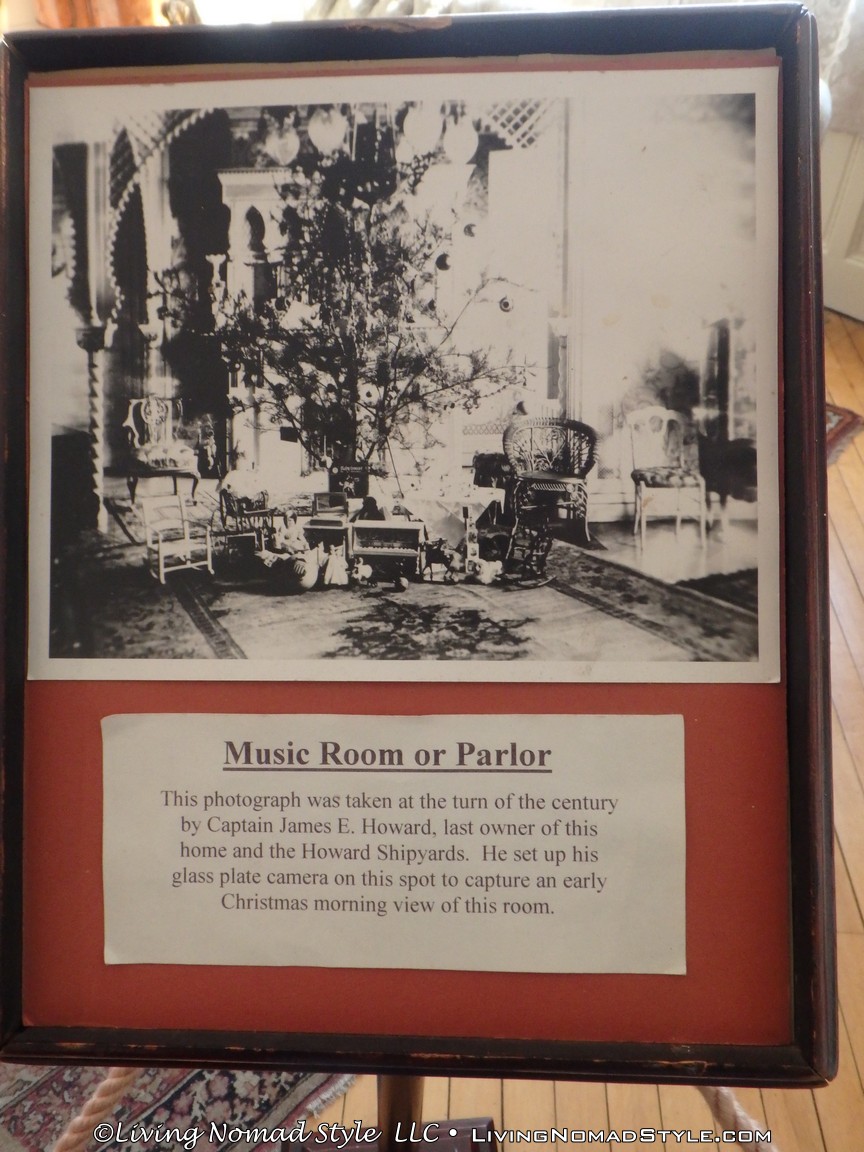 Music Room or Parlor
This photograph was taken at the turn of the century
by Captain James E. Howard, last owner of this
home and the Howard Shipyards.  He set up his
glass plate camera on this spot to capture an early
Christmas morning view of this room.
©Living Nomad Style LLC • LivingNomadStyle.com